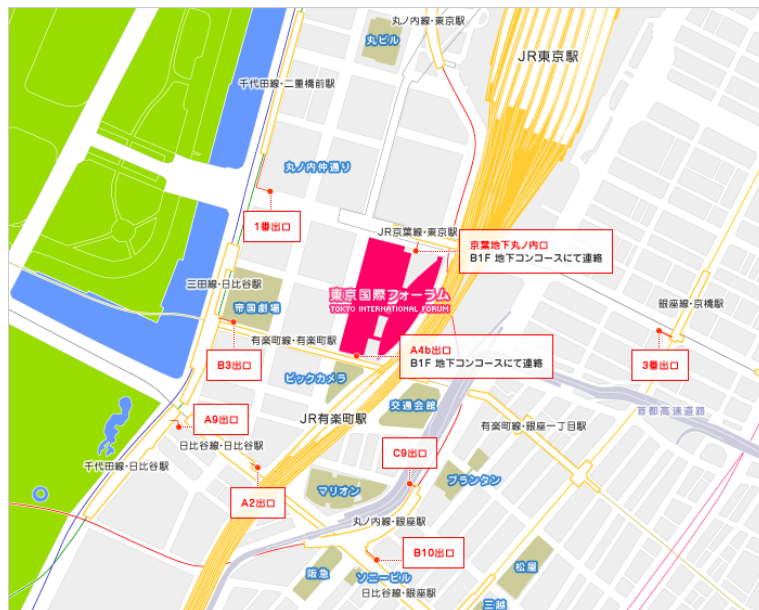 丸ノ内線・東京駅
丸ビル
JR東京駅
千代田線・二重橋前駅
丸ノ内仲通り
1番出口
JR京葉線・東京駅
京葉地下丸ノ内口
B1F 地下コンコースにて連絡
三田線・日比谷駅
東京国際フォーラム
TOKYO INTERNATIONAL FORUM
帝国劇場
銀座線・京橋駅
有楽町線・有楽町駅
A4b出口
B1F 地下コンコースにて連絡
B3出口
3番出口
ビックカメラ
交通会館
首都高速道路
A9出口
JR有楽町駅
有楽町線・銀座一丁目駅
日比谷線・日比谷駅
C9出口
千代田線・日比谷駅
プランタン
A2出口
マリオン
丸ノ内線・銀座駅
B10出口
阪急
ソニービル
松屋
日比谷線・銀座駅
三越